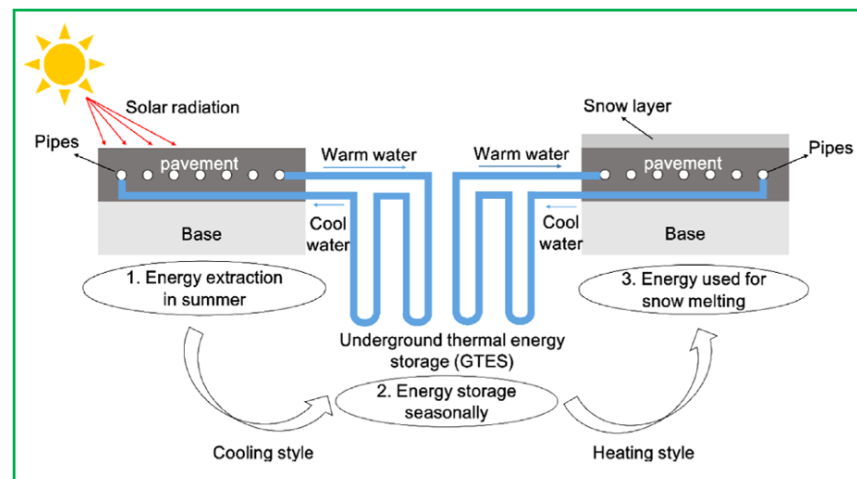 Solar radiation
Pipes
pavement
Warm water
Cool
water
Base
1. Energy extraction
in summer
Snow layer
Pipes
pavement
Warm water
Cool
water
Base
3. Energy used for
snow melting
Underground thermal energy
storage (GTES)
2. Energy storage
seasonally
Cooling style
Heating style